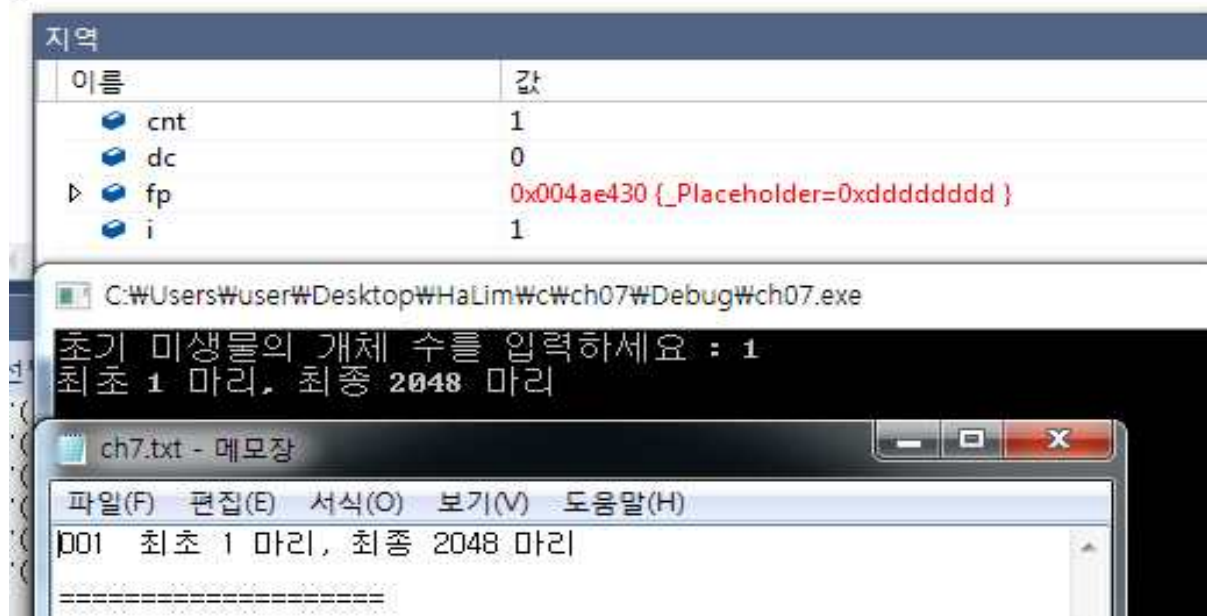 지역
이름 값
cnt 1
dc 0
fp 0x004ae430 {_Placeholder=0xdddddddd }
i 1
C:₩Users₩user₩Desktop₩HaLim₩c₩ch07₩Debug₩ch07.exe
초기 미생물의 개체 수를 입력하세요 : 1
최초 1 마리, 최종 2048 마리
ch7.txt - 메모장
파일(F) 편집(E) 서식(O) 보기(V) 도움말(H)
001 최초 1 마리, 최종 2048 마리
====================